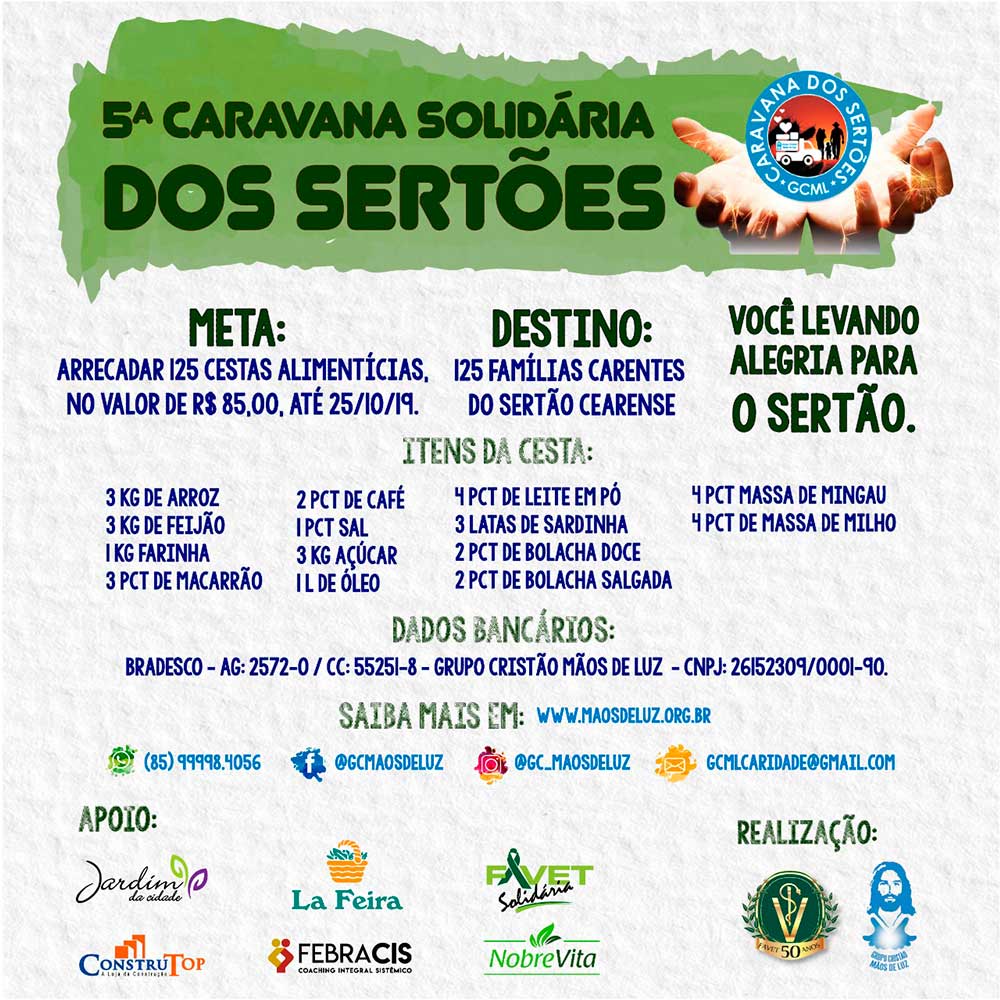 5ª CARAVANA SOLIDÁRIA
DOS SERTÕES
CARAVANA DOS SERTÕES
GCML
META:
ARRECADAR 125 CESTAS ALIMENTÍCIAS,
NO VALOR DE R$ 85,00, ATÉ 25/10/19.
DESTINO:
125 FAMÍLIAS CARENTES
DO SERTÃO CEARENSE
VOCÊ LEVANDO
ALEGRIA PARA
O SERTÃO.
ITENS DA CESTA:
3 KG DE ARROZ
3 KG DE FEIJÃO
1 KG FARINHA
3 PCT DE MACARRÃO
2 PCT DE CAFÉ
1 PCT SAL
3 KG AÇÚCAR
1 L DE ÓLEO
4 PCT DE LEITE EM PÓ
3 LATAS DE SARDINHA
2 PCT DE BOLACHA DOCE
2 PCT DE BOLACHA SALGADA
4 PCT MASSA DE MINGAU
4 PCT DE MASSA DE MILHO
DADOS BANCÁRIOS:
BRADESCO - AG: 2572-0 / CC: 55251-8 - GRUPO CRISTÃO MÃOS DE LUZ - CNPJ: 26152309/0001-90.
SAIBA MAIS EM: WWW.MAOSDELUZ.ORG.BR
(85) 99998.4056
@GCMAOSDELUZ
@GC_MAOSDELUZ
GCMLCARIDADE@GMAIL.COM
APOIO:
Jardim
da cidade
La Feira
FAVET
Solidária
CONSTRUTOP
A Loja da Construção
FEBRACIS
COACHING INTEGRAL SISTÊMICO
NobreVita
REALIZAÇÃO:
V
FAVET 50 ANOS
GRUPO CRISTÃO
MÃOS DE LUZ